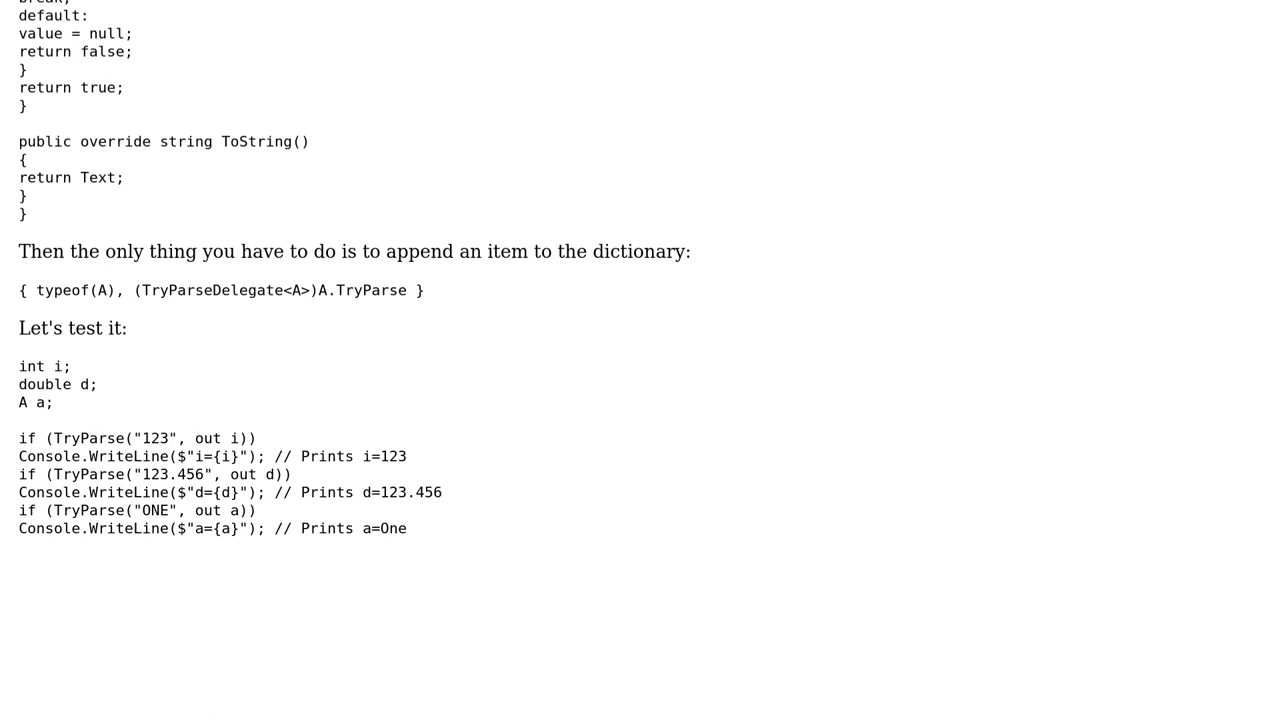 break;
default:
value = null;
return false;
}
return true;
}
public override string ToString()
{
return Text;
}
}
Then the only thing you have to do is to append an item to the dictionary:
{ typeof(A), (TryParseDelegate<A>)A.TryParse }
Let's test it:
int i;
double d;
A a;
if (TryParse("123", out i))
Console.WriteLine($"i={i}"); // Prints i=123
if (TryParse("123.456", out d))
Console.WriteLine($"d={d}"); // Prints d=123.456
if (TryParse("ONE", out a))
Console.WriteLine($"a={a}"); // Prints a=One